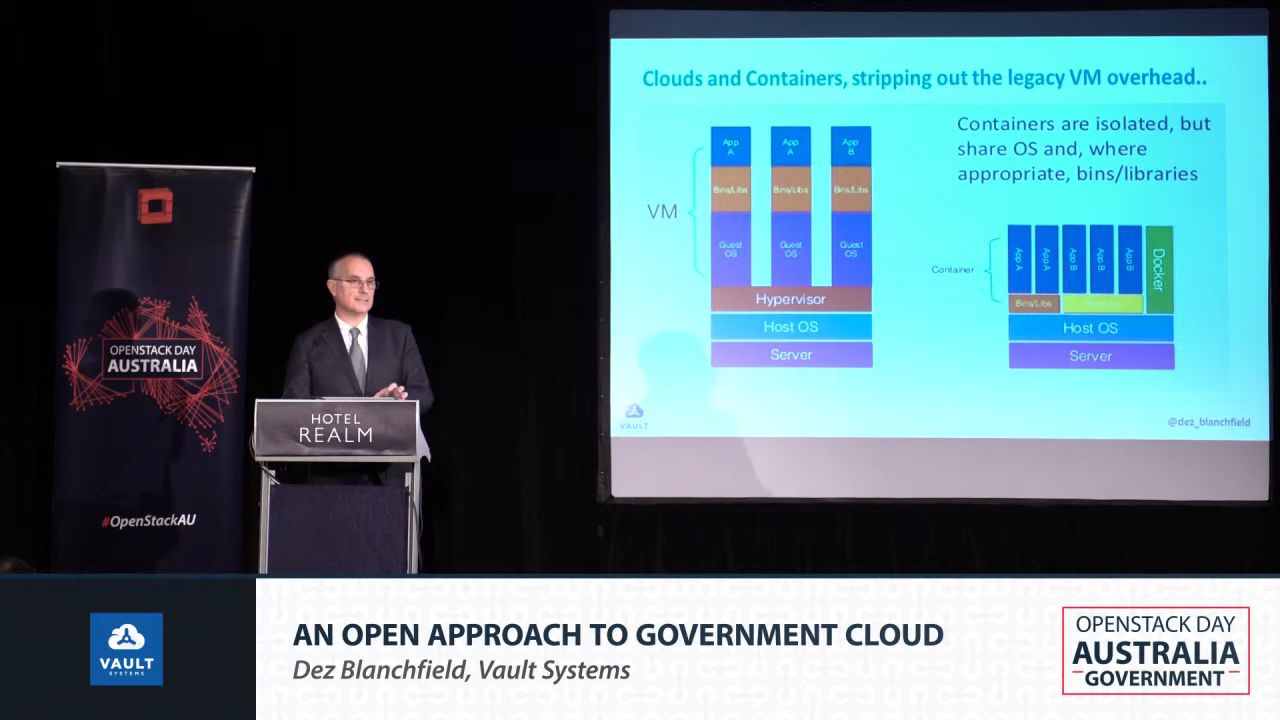 Clouds and Containers, stripping out the legacy VM overhead..
Containers are isolated, but
share OS and, where
appropriate, bins/libraries
VM
App
A
App
A
App
B
Bins/Libs
Bins/Libs
Bins/Libs
Guest
OS
Guest
OS
Guest
OS
Hypervisor
Host OS
Server
Container
App A
App A
App B
App B
App B
Docker
Bins/Libs
Host OS
Server
VAULT
@dez_blanchfield
OPENSTACK DAY
AUSTRALIA
#OpenStackAU
HOTEL
REALM
VAULT
SYSTEMS
AN OPEN APPROACH TO GOVERNMENT CLOUD
Dez Blanchfield, Vault Systems
OPENSTACK DAY
AUSTRALIA
GOVERNMENT